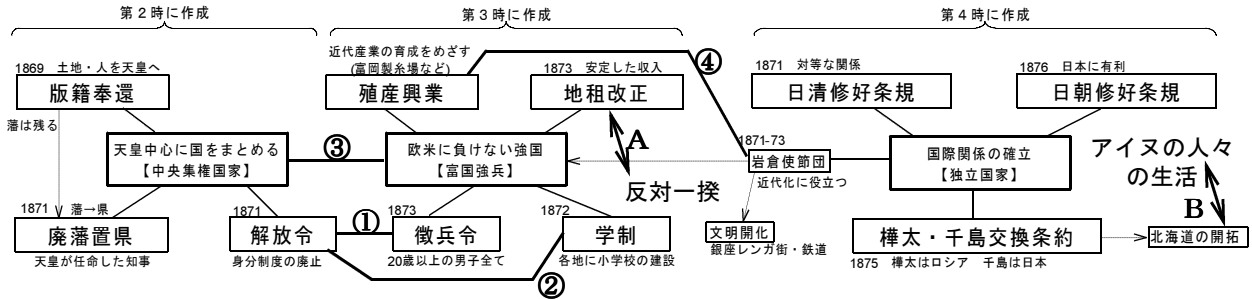 第２時に作成
第３時に作成
第４時に作成
1869　土地・人を天皇へ
版籍奉還
藩は残る
天皇中心に国をまとめる
【中央集権国家】
1871　藩→県
廃藩置県
天皇が任命した知事
1871
解放令
身分制度の廃止
近代産業の育成をめざす
(富岡製糸場など)
殖産興業
1873　安定した収入
地租改正
③
欧米に負けない強国
【富国強兵】
A
反対一揆
①
1873
徴兵令
20歳以上の男子全て
1872
学制
各地に小学校の建設
②
④
1871-73
岩倉使節団
近代化に役立つ
文明開化
銀座レンガ街・鉄道
1871　対等な関係
日清修好条規
1876　日本に有利
日朝修好条規
国際関係の確立
【独立国家】
アイヌの人々
の生活
B
樺太・千島交換条約
1875　樺太はロシア　千島は日本
北海道の開拓